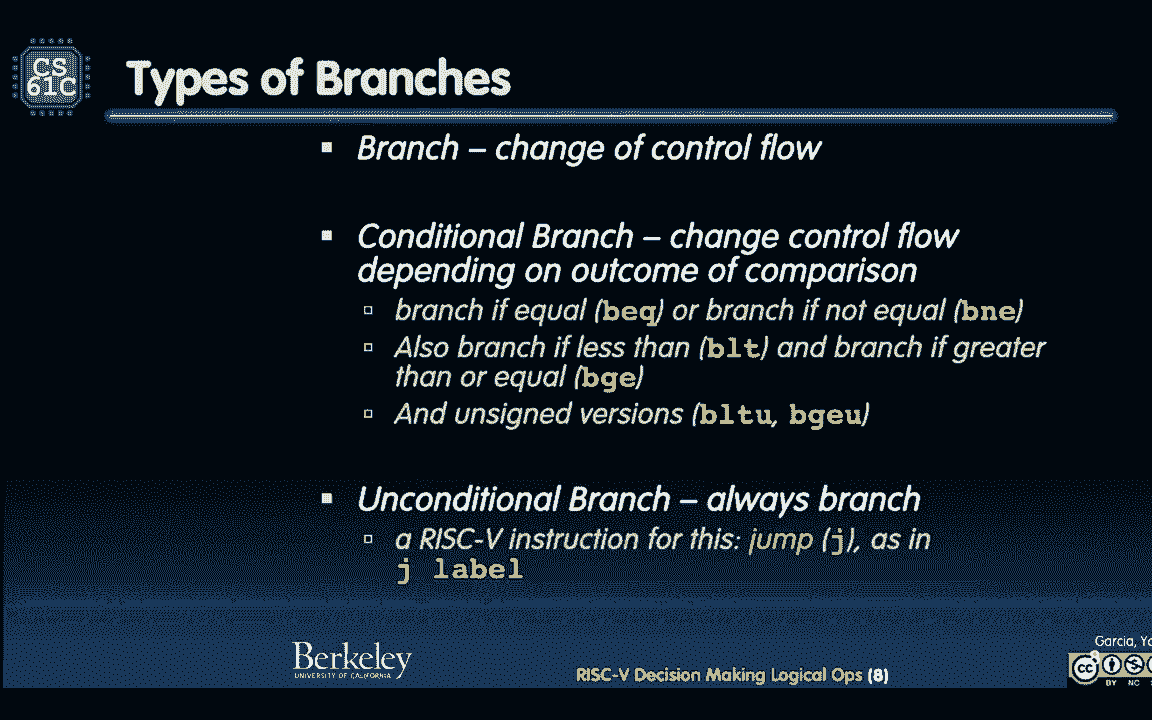 CS
61C
Types of Branches
▪ Branch – change of control flow
▪ Conditional Branch – change control flow
depending on outcome of comparison
▫ branch if equal (beq) or branch if not equal (bne)
▫ Also branch if less than (blt) and branch if greater
than or equal (bge)
▫ And unsigned versions (bltu, bgeu)
▪ Unconditional Branch – always branch
▫ a RISC-V instruction for this: jump (j), as in
j label
Berkeley
UNIVERSITY OF CALIFORNIA
RISC-V Decision Making Logical Ops (8)
Garcia,
cc
BY NC